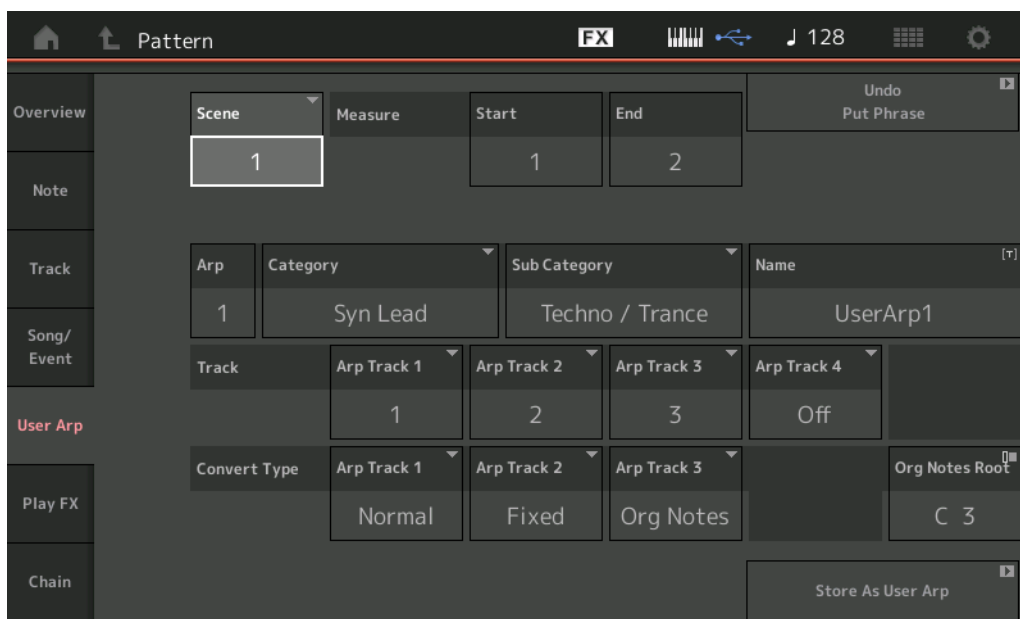 Pattern
FX
♩ 128
Overview
Note
Track
Song/
Event
User Arp
Play FX
Chain
Scene
Measure
Start
End
Undo
Put Phrase
1
1
2
Arp
Category
Sub Category
Name
[T]
1
Syn Lead
Techno / Trance
UserArp1
Track
Arp Track 1
Arp Track 2
Arp Track 3
Arp Track 4
1
2
3
Off
Convert Type
Arp Track 1
Arp Track 2
Arp Track 3
Org Notes Root
Normal
Fixed
Org Notes
C 3
Store As User Arp